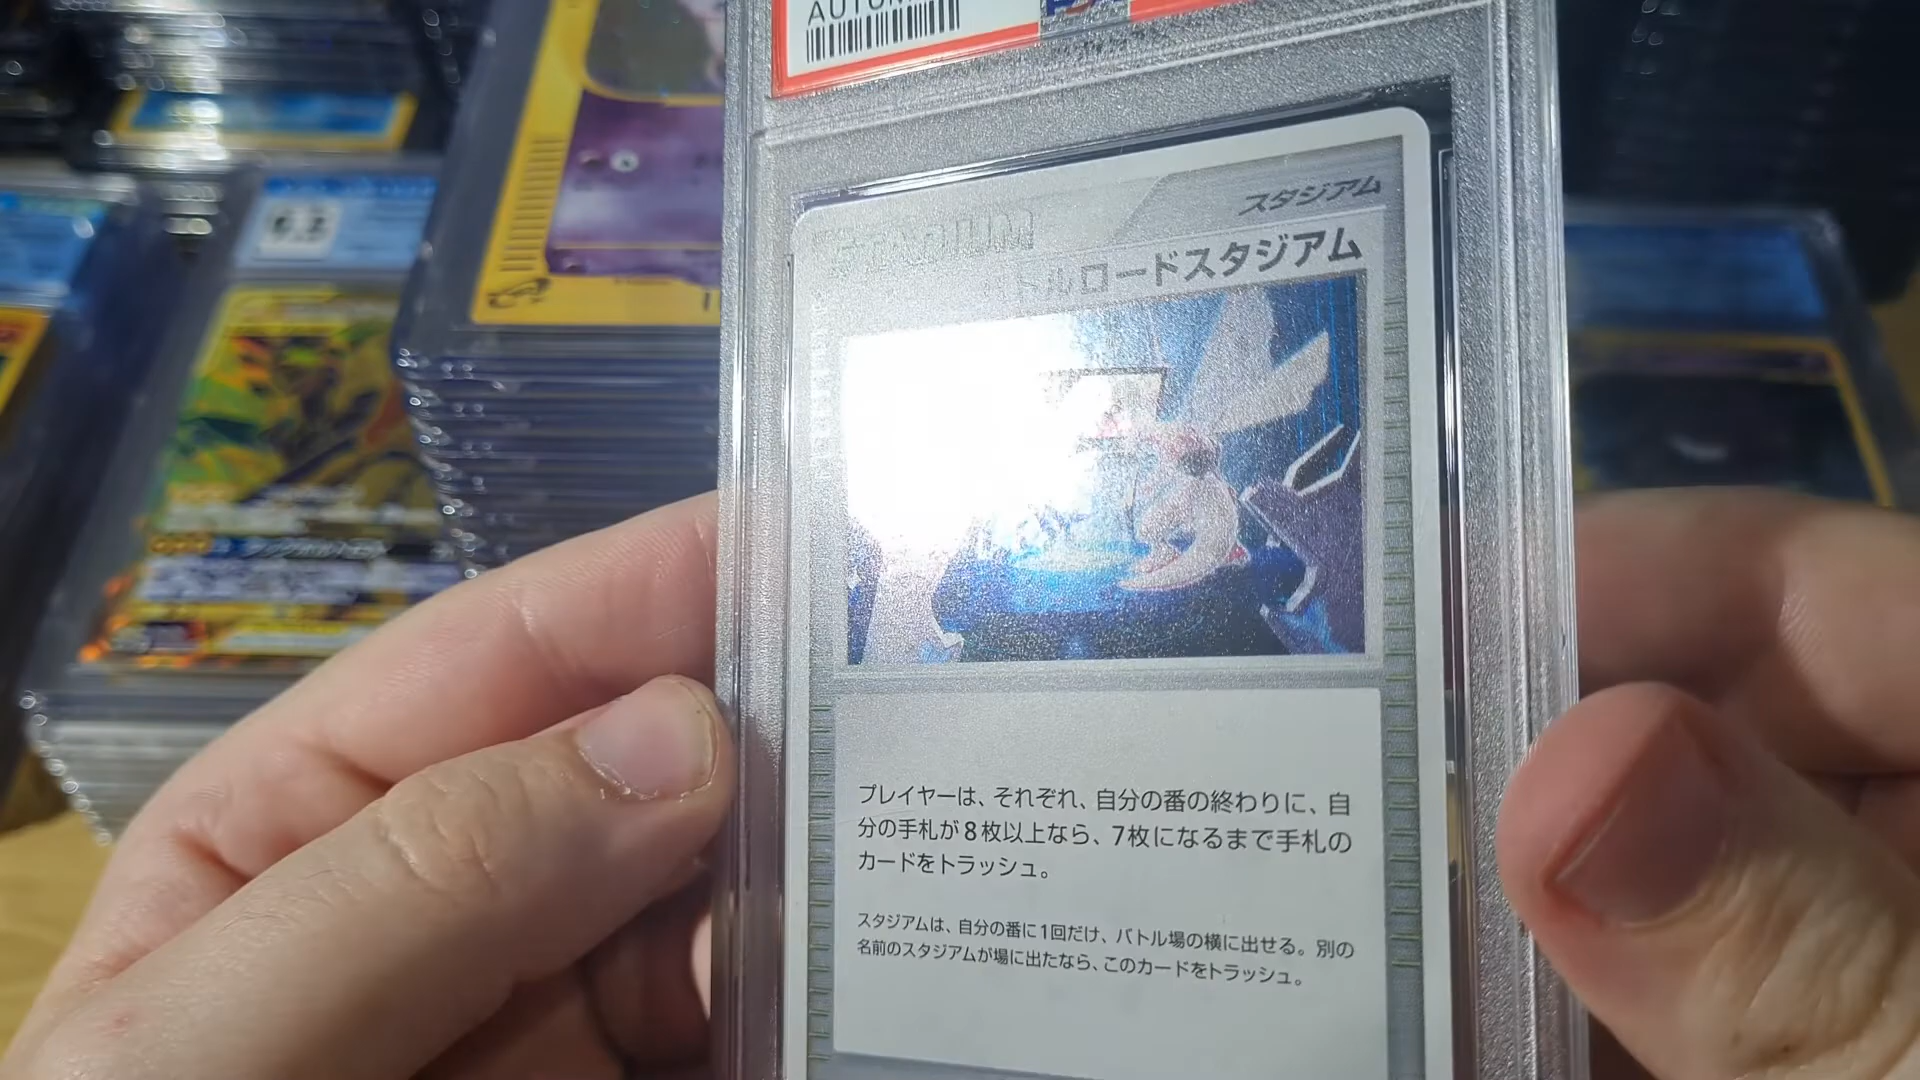 スタジアム
STADIUM
バトルロードスタジアム
プレイヤーは、それぞれ、自分の番の終わりに、自
分の手札が8枚以上なら、7枚になるまで手札の
カードをトラッシュ。
スタジアムは、自分の番に1回だけ、バトル場の横に出せる。別の
名前のスタジアムが場に出たなら、このカードをトラッシュ。